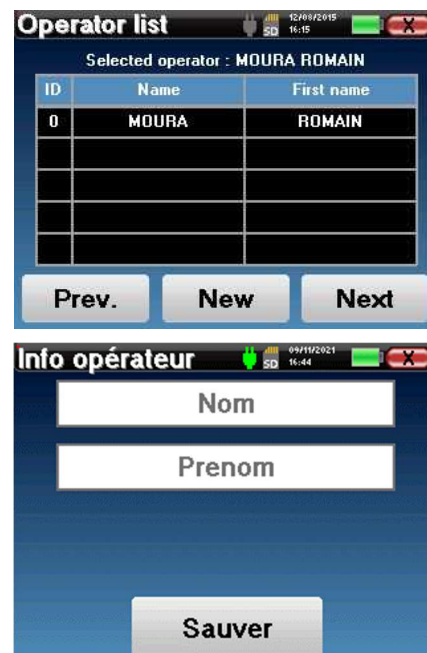 Operator list SD 12/08/2015 16:15 X
Selected operator : MOURA ROMAIN
ID Name First name
0 MOURA ROMAIN
Prev. New Next
Info opérateur SD 09/11/2021 16:44 X
Nom
Prenom
Sauver